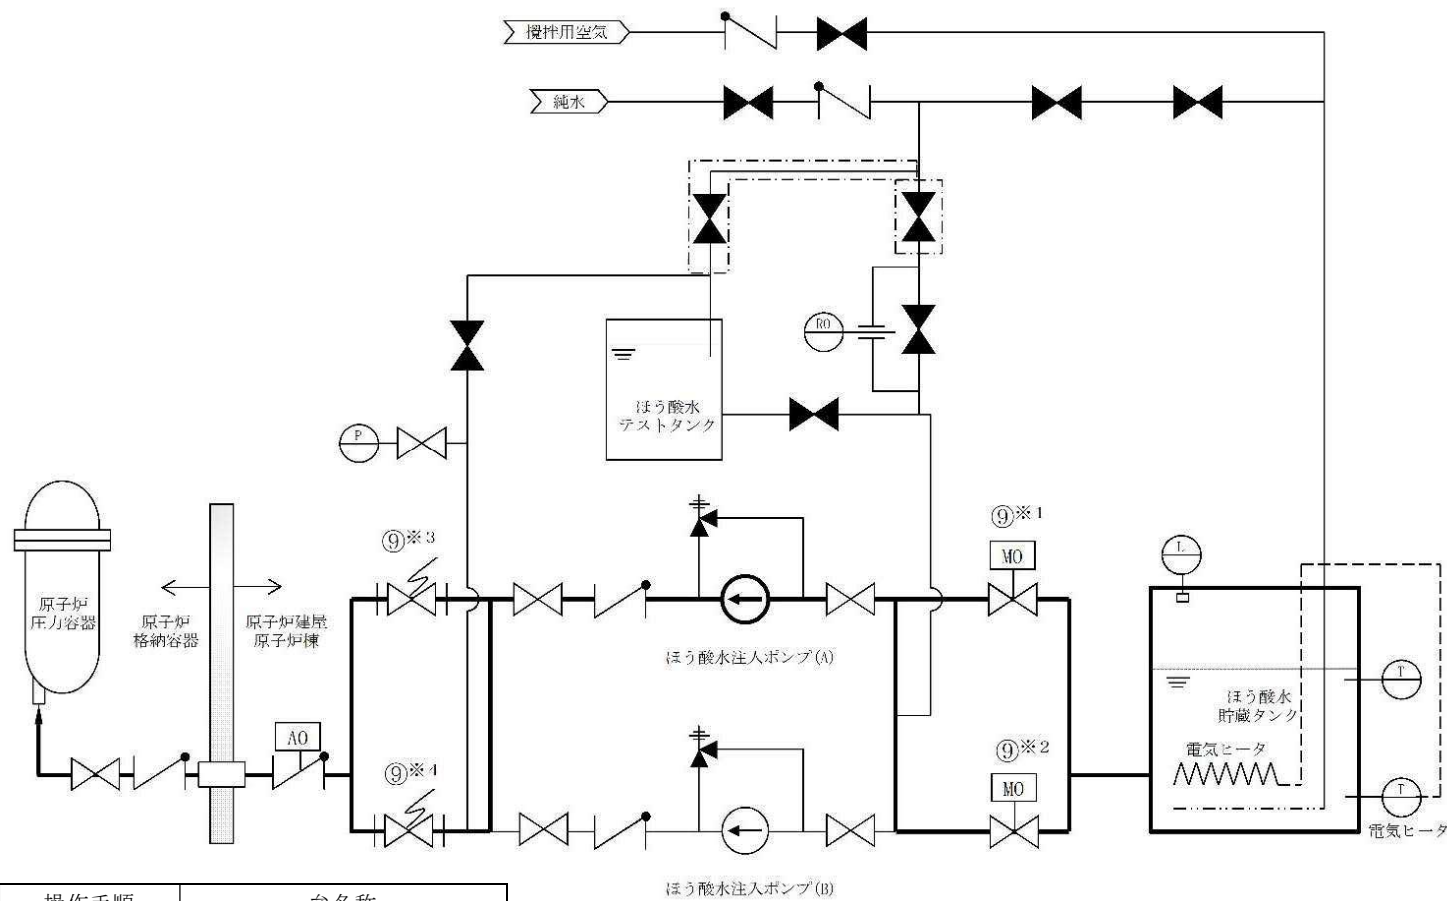 攪拌用空気
純水
RO
ほう酸水
テストタンク
P
⑨※3
⑨※1
MO
L
原子炉
圧力容器
原子炉
格納容器
原子炉建屋
原子炉棟
ほう酸水注入ポンプ(A)
T
ほう酸水
貯蔵タンク
AO
⑨※4
⑨※2
MO
電気ヒータ
T
電気ヒータ
ほう酸水注入ポンプ(B)
操作手順
弁名称